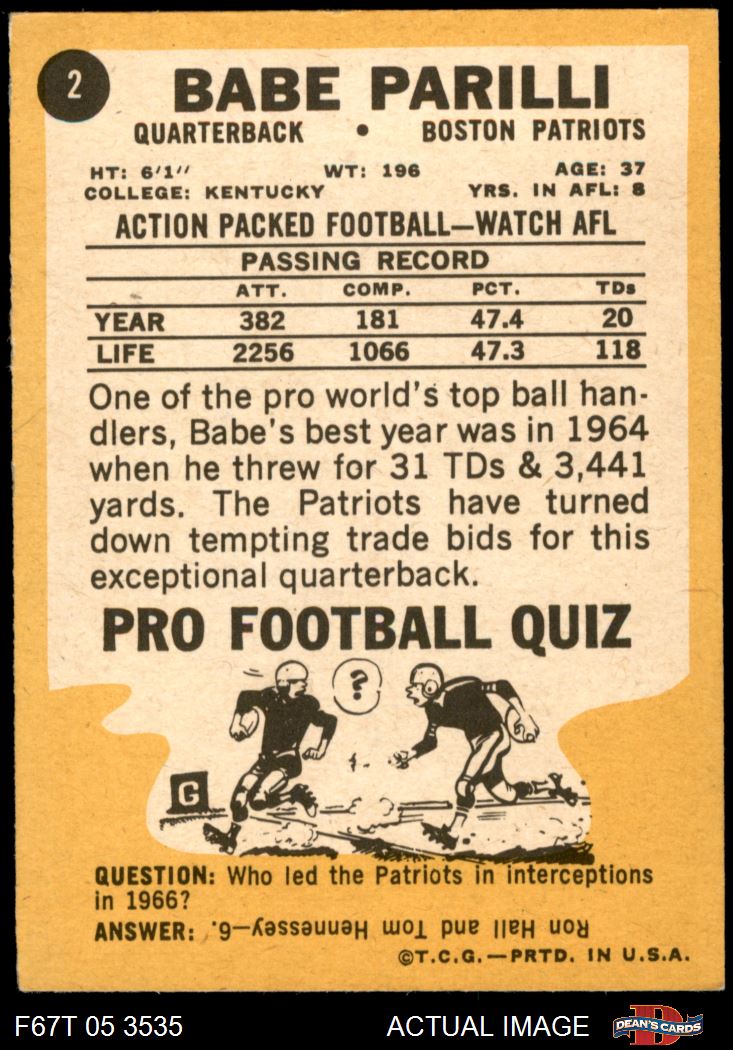 2
BABE PARILLI
QUARTERBACK • BOSTON PATRIOTS
HT: 6'1" WT: 196 AGE: 37
COLLEGE: KENTUCKY YRS. IN AFL: 8
ACTION PACKED FOOTBALL—WATCH AFL
PASSING RECORD
ATT. COMP. PCT. TDs
YEAR 382 181 47.4 20
LIFE 2256 1066 47.3 118
One of the pro world's top ball han-
dlers, Babe's best year was in 1964
when he threw for 31 TDs & 3,441
yards. The Patriots have turned
down tempting trade bids for this
exceptional quarterback.
PRO FOOTBALL QUIZ
?
G
QUESTION: Who led the Patriots in interceptions
in 1966?
ANSWER: Ron Hall and Tom Hennessey—6.
©T.C.G.—PRTD. IN U.S.A.
F67T 05 3535 ACTUAL IMAGE D DEAN'S CARDS